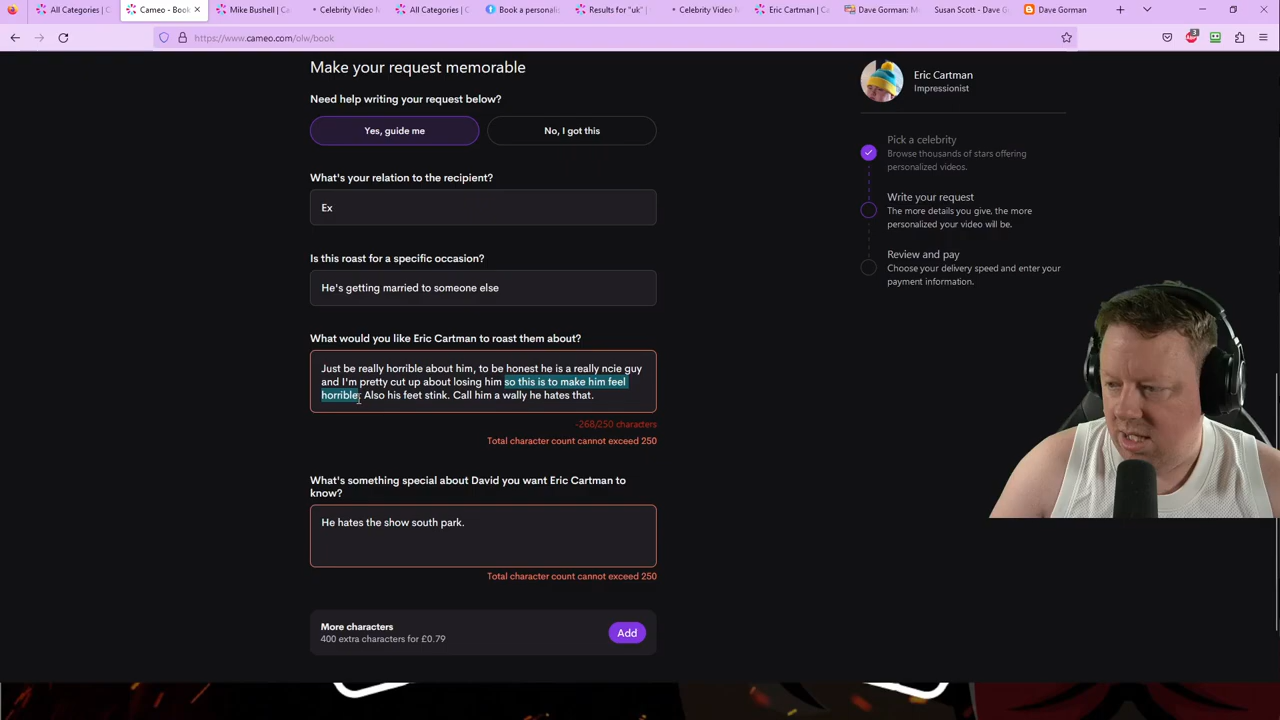 All Categories | C
Cameo - Book
Mike Bushell | Ca
Celebrity Video M
All Categories | C
Book a personalis
Results for "uk" |
Celebrity Video M
Eric Cartman | Ca
Dave Gorman: Mo
Susan Scott - Dave Go
Dave Gorman
https://www.cameo.com/olw/book
3
Make your request memorable
Need help writing your request below?
Yes, guide me
No, I got this
What's your relation to the recipient?
Ex
Is this roast for a specific occasion?
He's getting married to someone else
What would you like Eric Cartman to roast them about?
Just be really horrible about him, to be honest he is a really ncie guy
and I'm pretty cut up about losing him so this is to make him feel
horrible. Also his feet stink. Call him a wally he hates that.
-268/250 characters
Total character count cannot exceed 250
What's something special about David you want Eric Cartman to
know?
He hates the show south park.
Total character count cannot exceed 250
More characters
400 extra characters for £0.79
Add
Eric Cartman
Impressionist
Pick a celebrity
Browse thousands of stars offering
personalized videos.
Write your request
The more details you give, the more
personalized your video will be.
Review and pay
Choose your delivery speed and enter your
payment information.